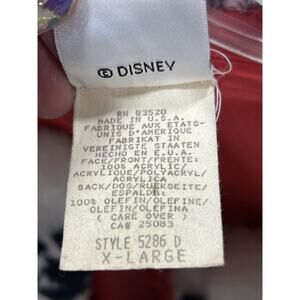 © DISNEY
RN 83520
MADE IN U.S.A.
FABRIQUE AUX ETATS-
UNIS D'AMERIQUE
FABRIKAT IN
VEREINIGTE STAATEN
HECHO EN E.U.A.
FACE/FRONT/FRENTE:
100% ACRYLIC/
ACRYLIQUE/POLYACRYL/
ACRYLICA
BACK/DOS/RUEKSEITE/
ESPALDE:
100% OLEFIN/OLEFINE/
OLEFIN/OLEFINA
( CARE OVER )
CA# 25083
STYLE 5286 D
X-LARGE